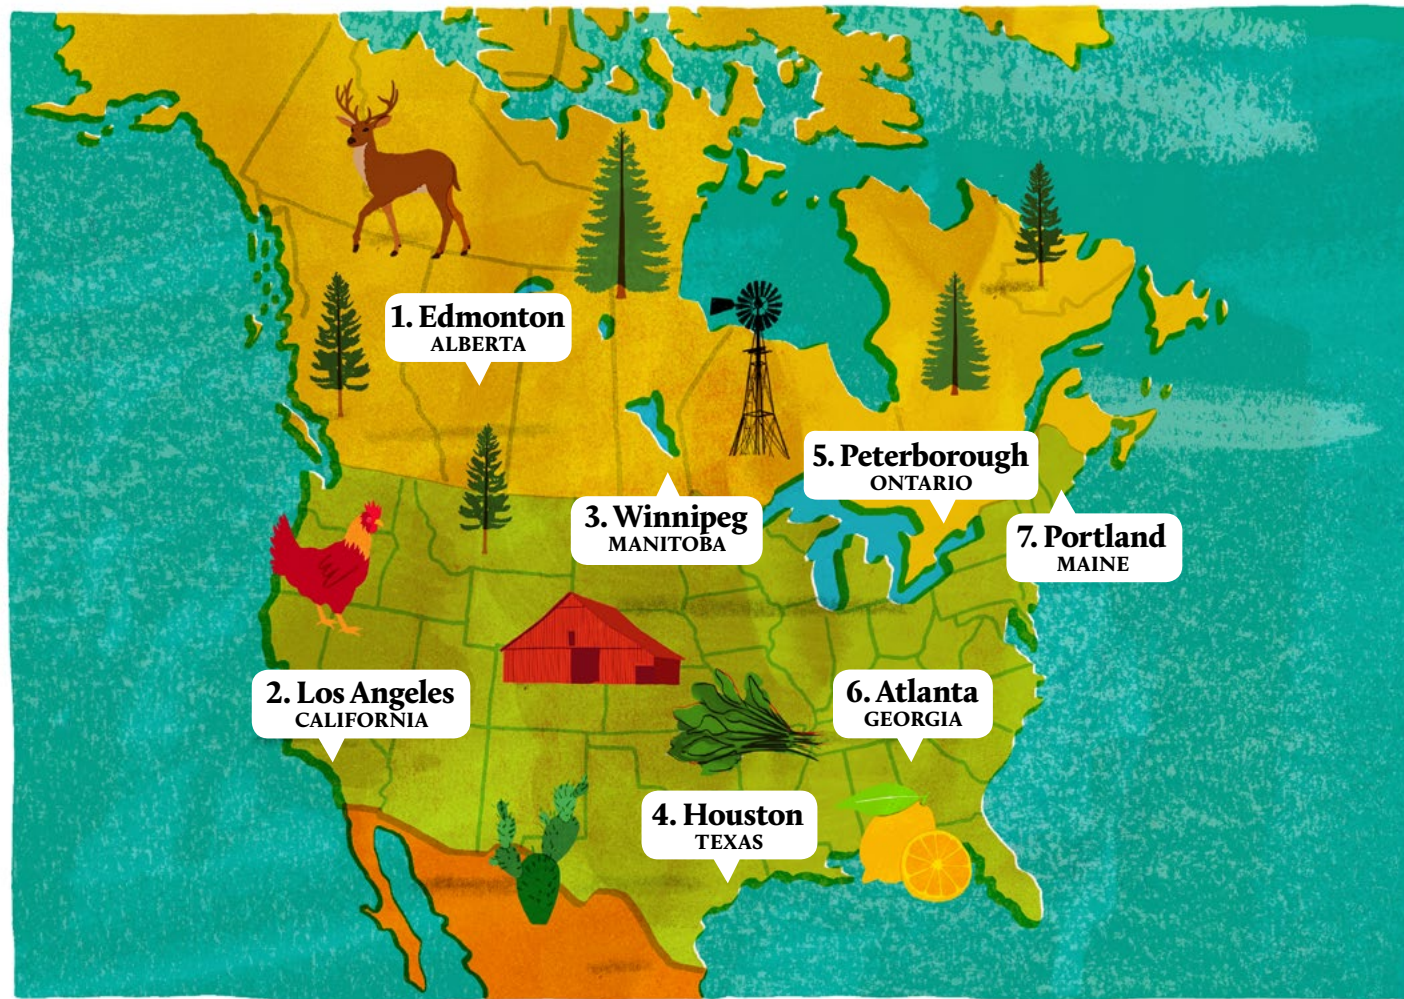 1. Edmonton
ALBERTA
2. Los Angeles
CALIFORNIA
3. Winnipeg
MANITOBA
4. Houston
TEXAS
5. Peterborough
ONTARIO
6. Atlanta
GEORGIA
7. Portland
MAINE